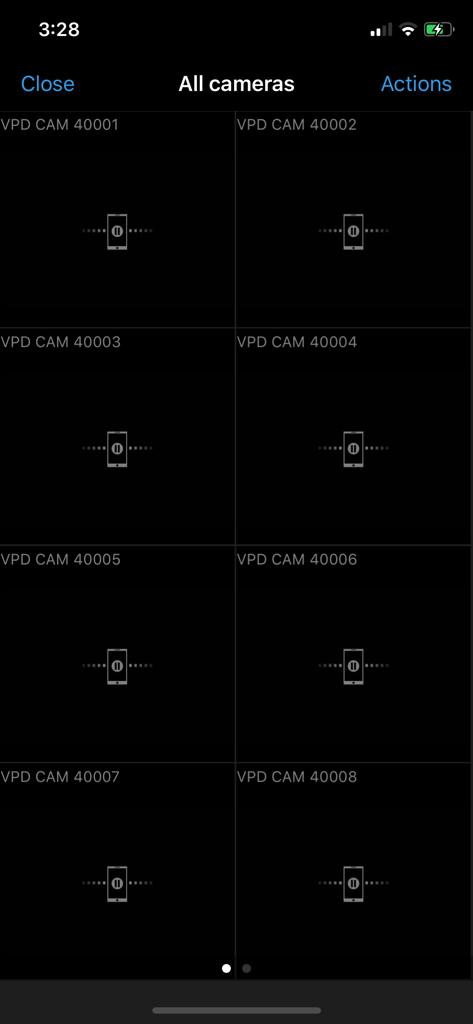 3:28
Close All cameras Actions
VPD CAM 40001 VPD CAM 40002
VPD CAM 40003 VPD CAM 40004
VPD CAM 40005 VPD CAM 40006
VPD CAM 40007 VPD CAM 40008